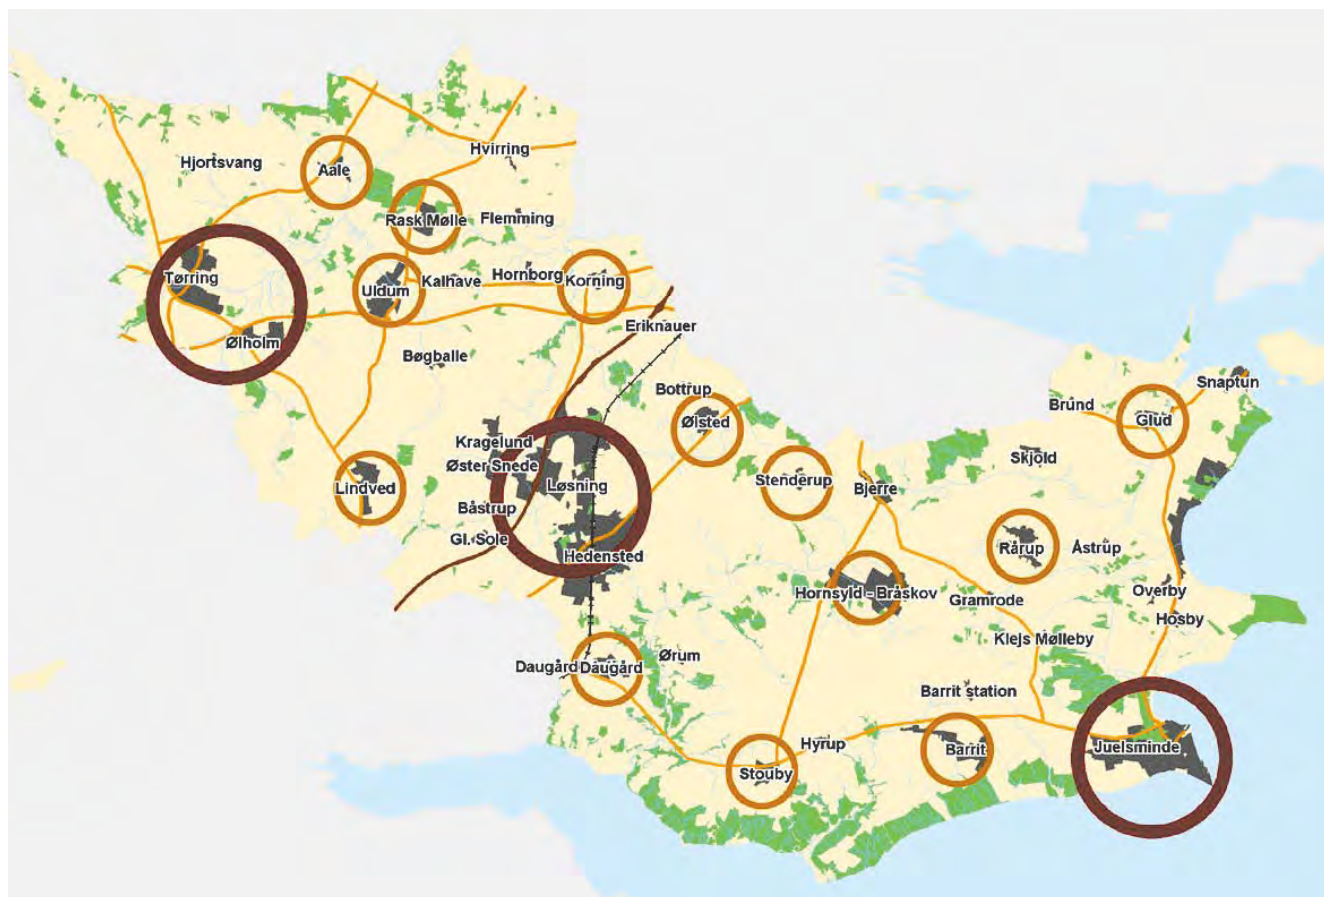 Hvirring
Hjortsvang
Aale
Rask Mølle
Flemming
Tørring
Uldum
Kalhave
Hornborg
Korning
Eriknauer
Ølholm
Bøgballe
Bottrup
Snaptun
Brund
Glud
Ølsted
Kragelund
Øster Snede
Skjold
Stenderup
Bjerre
Lindved
Løsning
Båstrup
Gl. Sole
Rårup
Åstrup
Hedensted
Hornsyld - Bråskov
Gramrode
Overby
Hosby
Klejs Mølleby
Daugård
Daugård
Ørum
Barrit station
Hyrup
Barrit
Juelsminde
Stouby